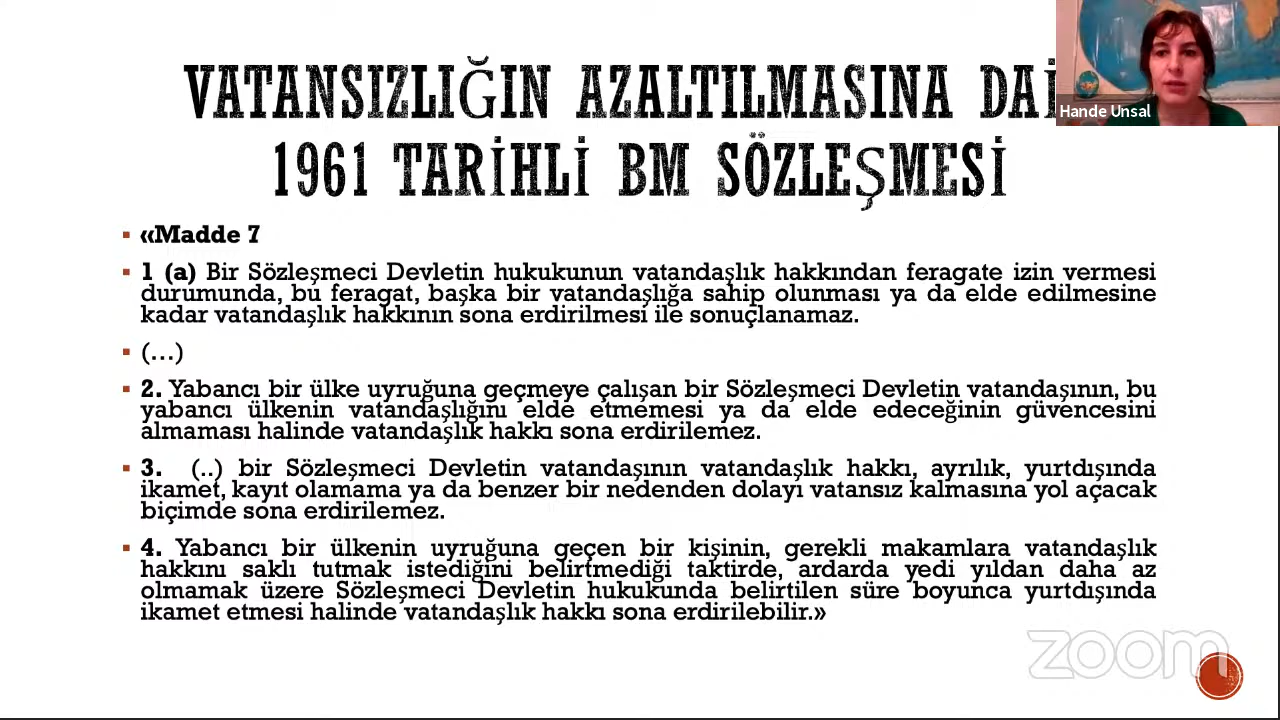 VATANSIZLIĞIN AZALTILMASINA DAİ
1961 TARİHLİ BM SÖZLEŞMESİ
Hande Unsal
«Madde 7
1 (a) Bir Sözleşmeci Devletin hukukunun vatandaşlık hakkından feragate izin vermesi
durumunda, bu feragat, başka bir vatandaşlığa sahip olunması ya da elde edilmesine
kadar vatandaşlık hakkının sona erdirilmesi ile sonuçlanamaz.
(…)
2. Yabancı bir ülke uyruğuna geçmeye çalışan bir Sözleşmeci Devletin vatandaşının, bu
yabancı ülkenin vatandaşlığını elde etmemesi ya da elde edeceğinin güvencesini
almaması halinde vatandaşlık hakkı sona erdirilemez.
3. (..) bir Sözleşmeci Devletin vatandaşının vatandaşlık hakkı, ayrılık, yurtdışında
ikamet, kayıt olamama ya da benzer bir nedenden dolayı vatansız kalmasına yol açacak
biçimde sona erdirilemez.
4. Yabancı bir ülkenin uyruğuna geçen bir kişinin, gerekli makamlara vatandaşlık
hakkını saklı tutmak istediğini belirtmediği taktirde, ardarda yedi yıldan daha az
olmamak üzere Sözleşmeci Devletin hukukunda belirtilen süre boyunca yurtdışında
ikamet etmesi halinde vatandaşlık hakkı sona erdirilebilir.»
zoom